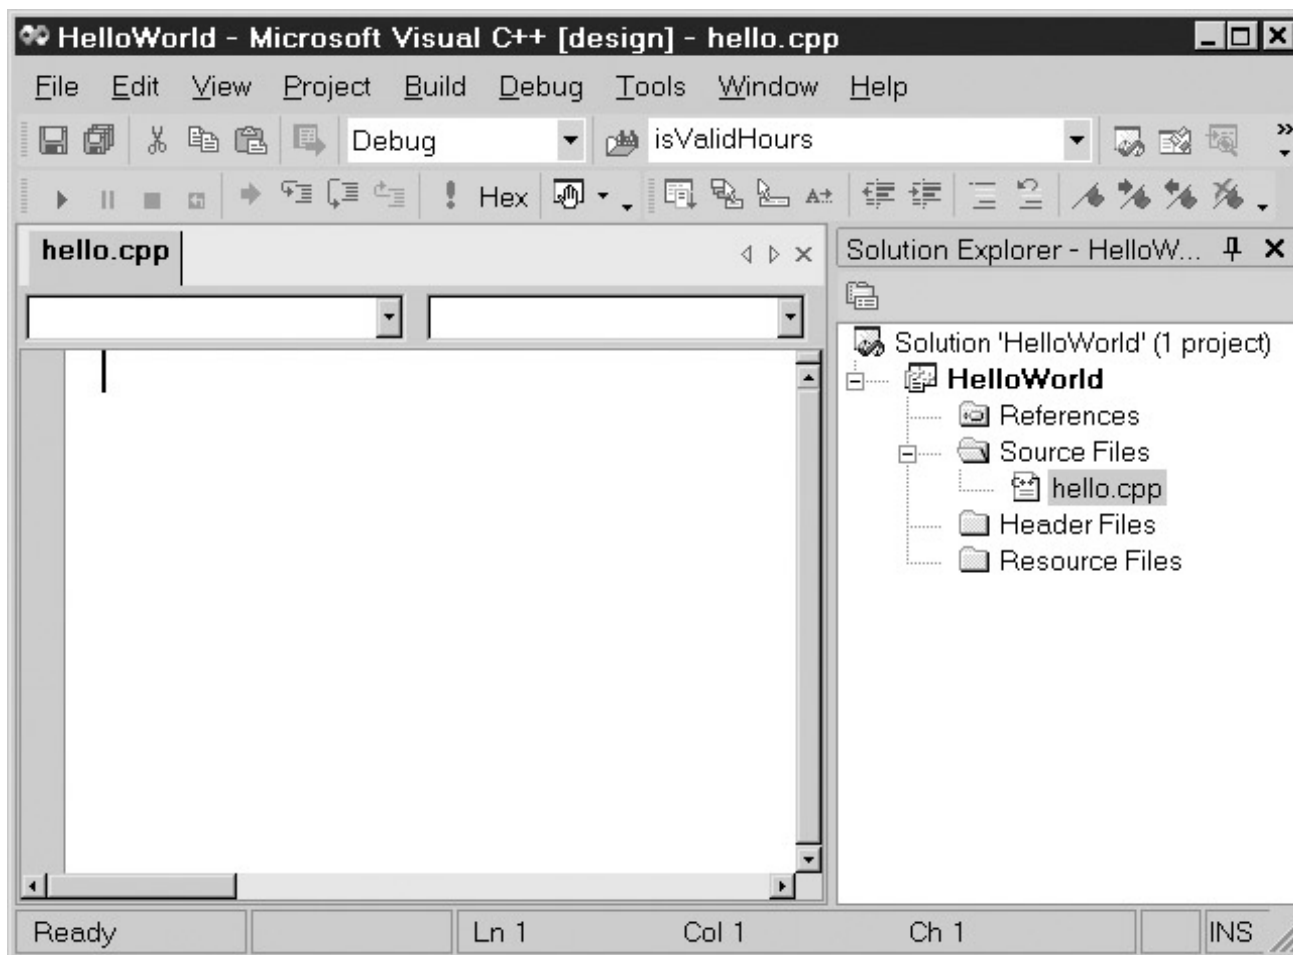 HelloWorld - Microsoft Visual C++ [design] - hello.cpp
File Edit View Project Build Debug Tools Window Help
Debug isValidHours
Hex
hello.cpp
Solution Explorer - HelloW...
Solution 'HelloWorld' (1 project)
HelloWorld
References
Source Files
hello.cpp
Header Files
Resource Files
Ready Ln 1 Col 1 Ch 1 INS